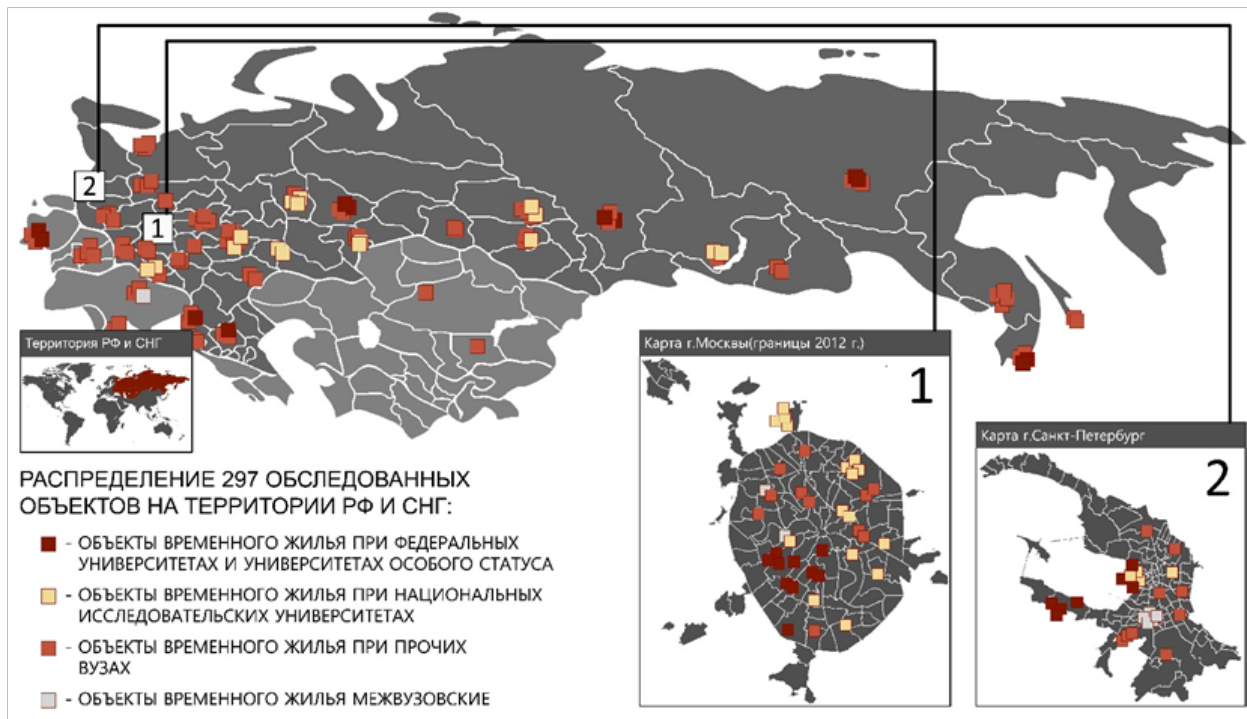 2
1
Территория РФ и СНГ
Карта г.Москвы(границы 2012 г.)
1
Карта г.Санкт-Петербург
2
РАСПРЕДЕЛЕНИЕ 297 ОБСЛЕДОВАННЫХ
ОБЪЕКТОВ НА ТЕРРИТОРИИ РФ И СНГ:
- ОБЪЕКТЫ ВРЕМЕННОГО ЖИЛЬЯ ПРИ ФЕДЕРАЛЬНЫХ
УНИВЕРСИТЕТАХ И УНИВЕРСИТЕТАХ ОСОБОГО СТАТУСА
- ОБЪЕКТЫ ВРЕМЕННОГО ЖИЛЬЯ ПРИ НАЦИОНАЛЬНЫХ
ИССЛЕДОВАТЕЛЬСКИХ УНИВЕРСИТЕТАХ
- ОБЪЕКТЫ ВРЕМЕННОГО ЖИЛЬЯ ПРИ ПРОЧИХ
ВУЗАХ
- ОБЪЕКТЫ ВРЕМЕННОГО ЖИЛЬЯ МЕЖВУЗОВСКИЕ